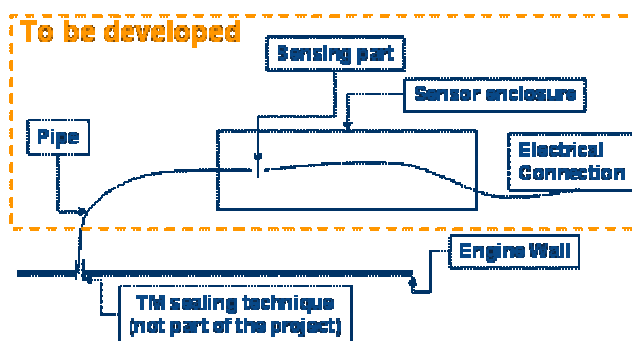 To be developed
Sensing part
Sensor enclosure
Pipe
Electrical
Connection
Engine Wall
TM sealing technique
(not part of the project)